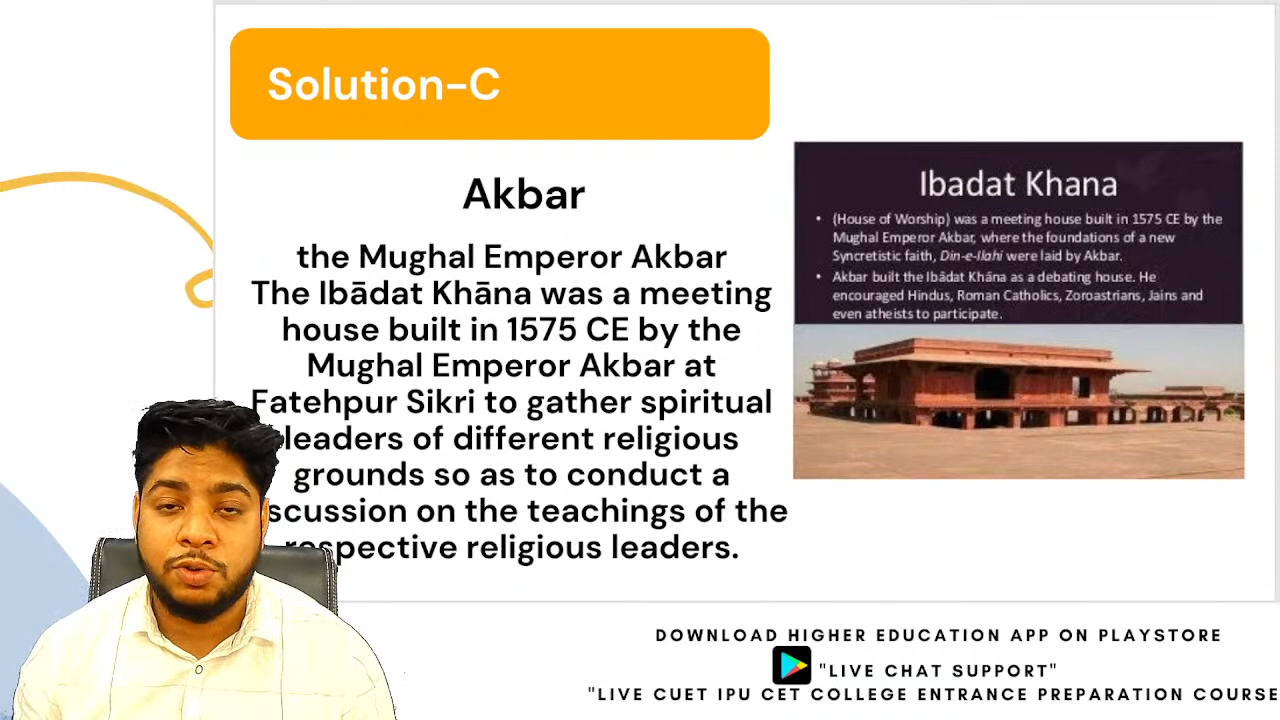 Solution-C
Akbar
the Mughal Emperor Akbar
The Ibādat Khāna was a meeting
house built in 1575 CE by the
Mughal Emperor Akbar at
Fatehpur Sikri to gather spiritual
leaders of different religious
grounds so as to conduct a
scussion on the teachings of the
respective religious leaders.
Ibadat Khana
• (House of Worship) was a meeting house built in 1575 CE by the
Mughal Emperor Akbar, where the foundations of a new
Syncretistic faith, Din-e-Ilahi were laid by Akbar.
• Akbar built the Ibādat Khāna as a debating house. He
encouraged Hindus, Roman Catholics, Zoroastrians, Jains and
even atheists to participate.
DOWNLOAD HIGHER EDUCATION APP ON PLAYSTORE
"LIVE CHAT SUPPORT"
"LIVE CUET IPU CET COLLEGE ENTRANCE PREPARATION COURSE